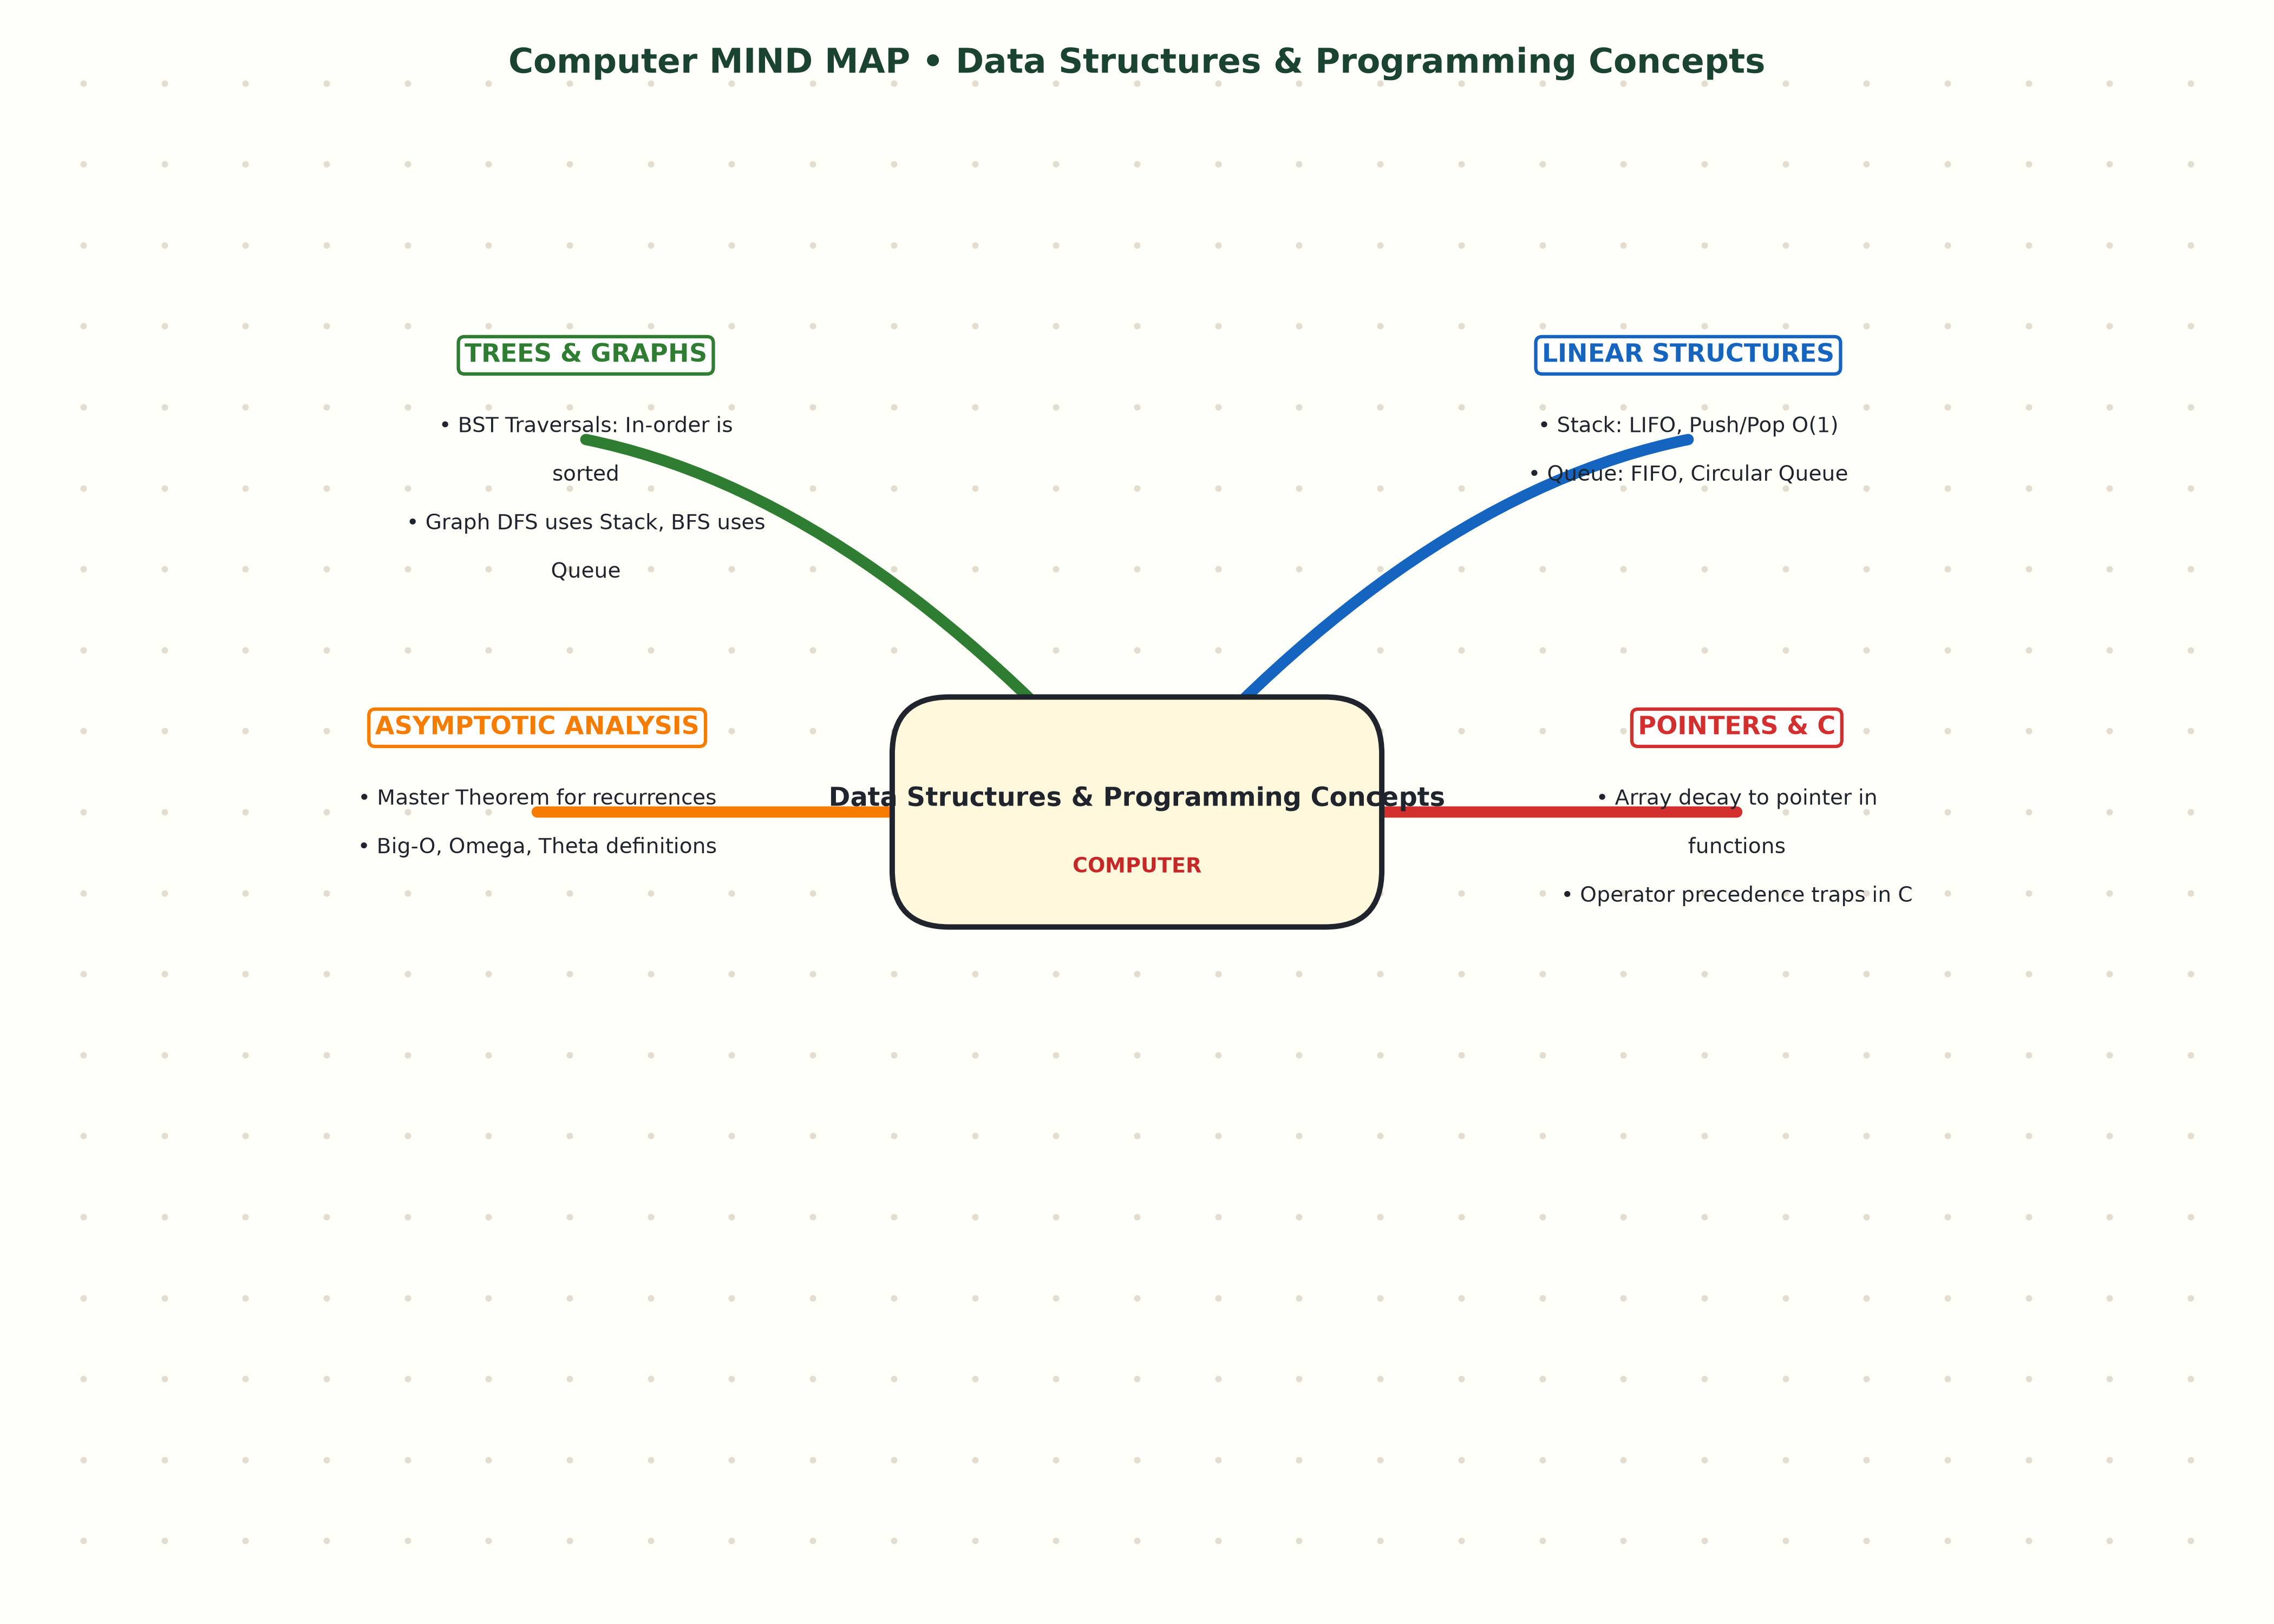 Computer MIND MAP • Data Structures & Programming Concepts
TREES & GRAPHS
• BST Traversals: In-order is
sorted
• Graph DFS uses Stack, BFS uses
Queue
LINEAR STRUCTURES
• Stack: LIFO, Push/Pop O(1)
• Queue: FIFO, Circular Queue
ASYMPTOTIC ANALYSIS
• Master Theorem for recurrences
• Big-O, Omega, Theta definitions
Data Structures & Programming Concepts
COMPUTER
POINTERS & C
• Array decay to pointer in
functions
• Operator precedence traps in C